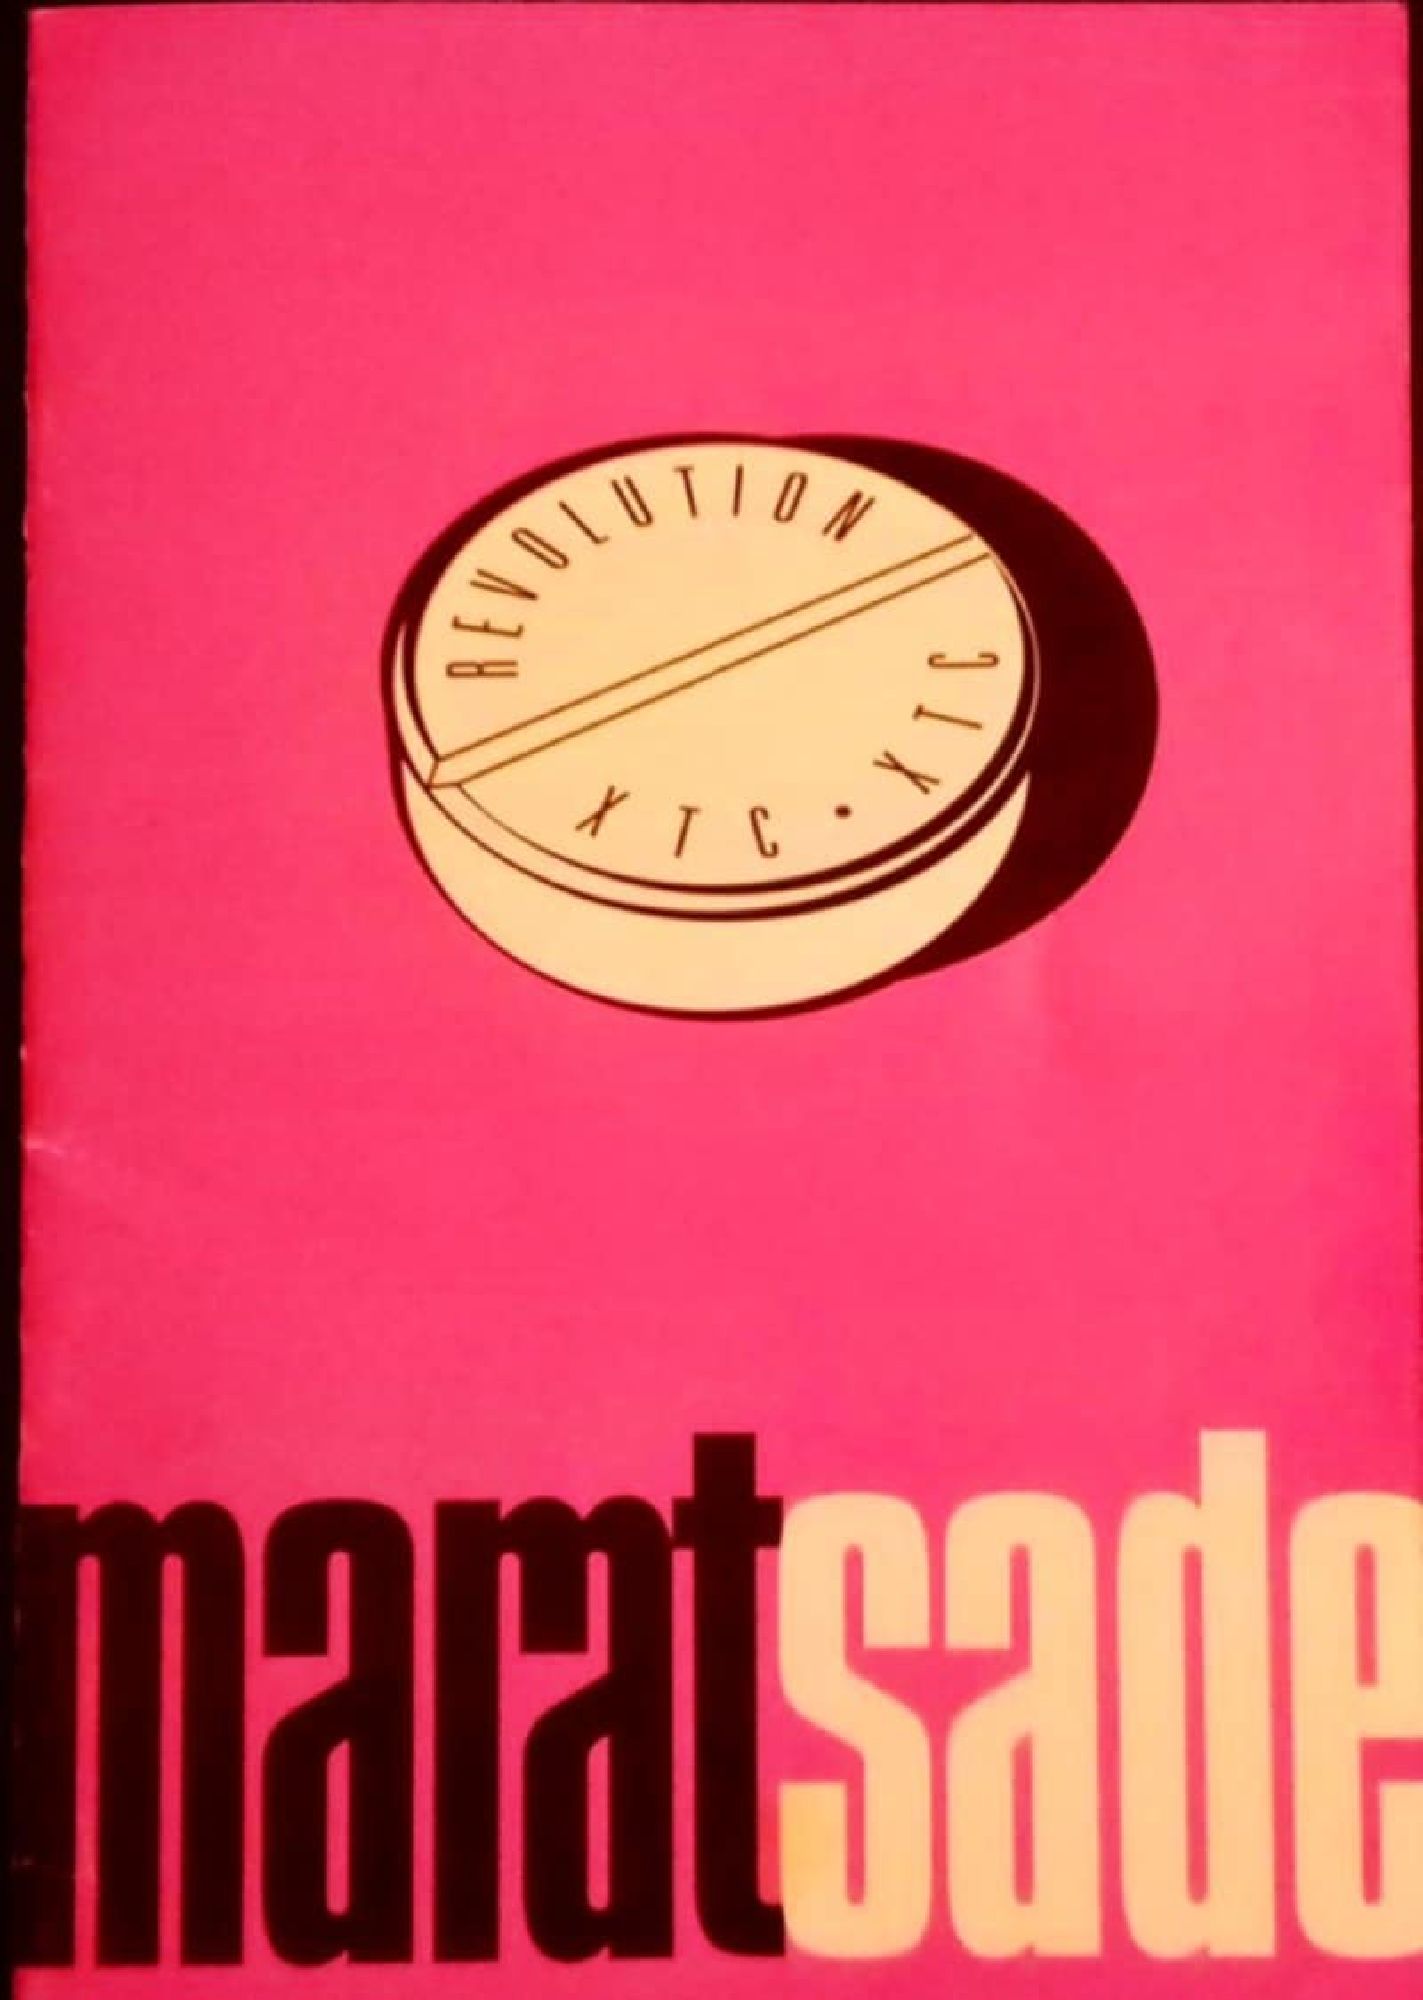 REVOLUTION
XTC • XTC
maratsade